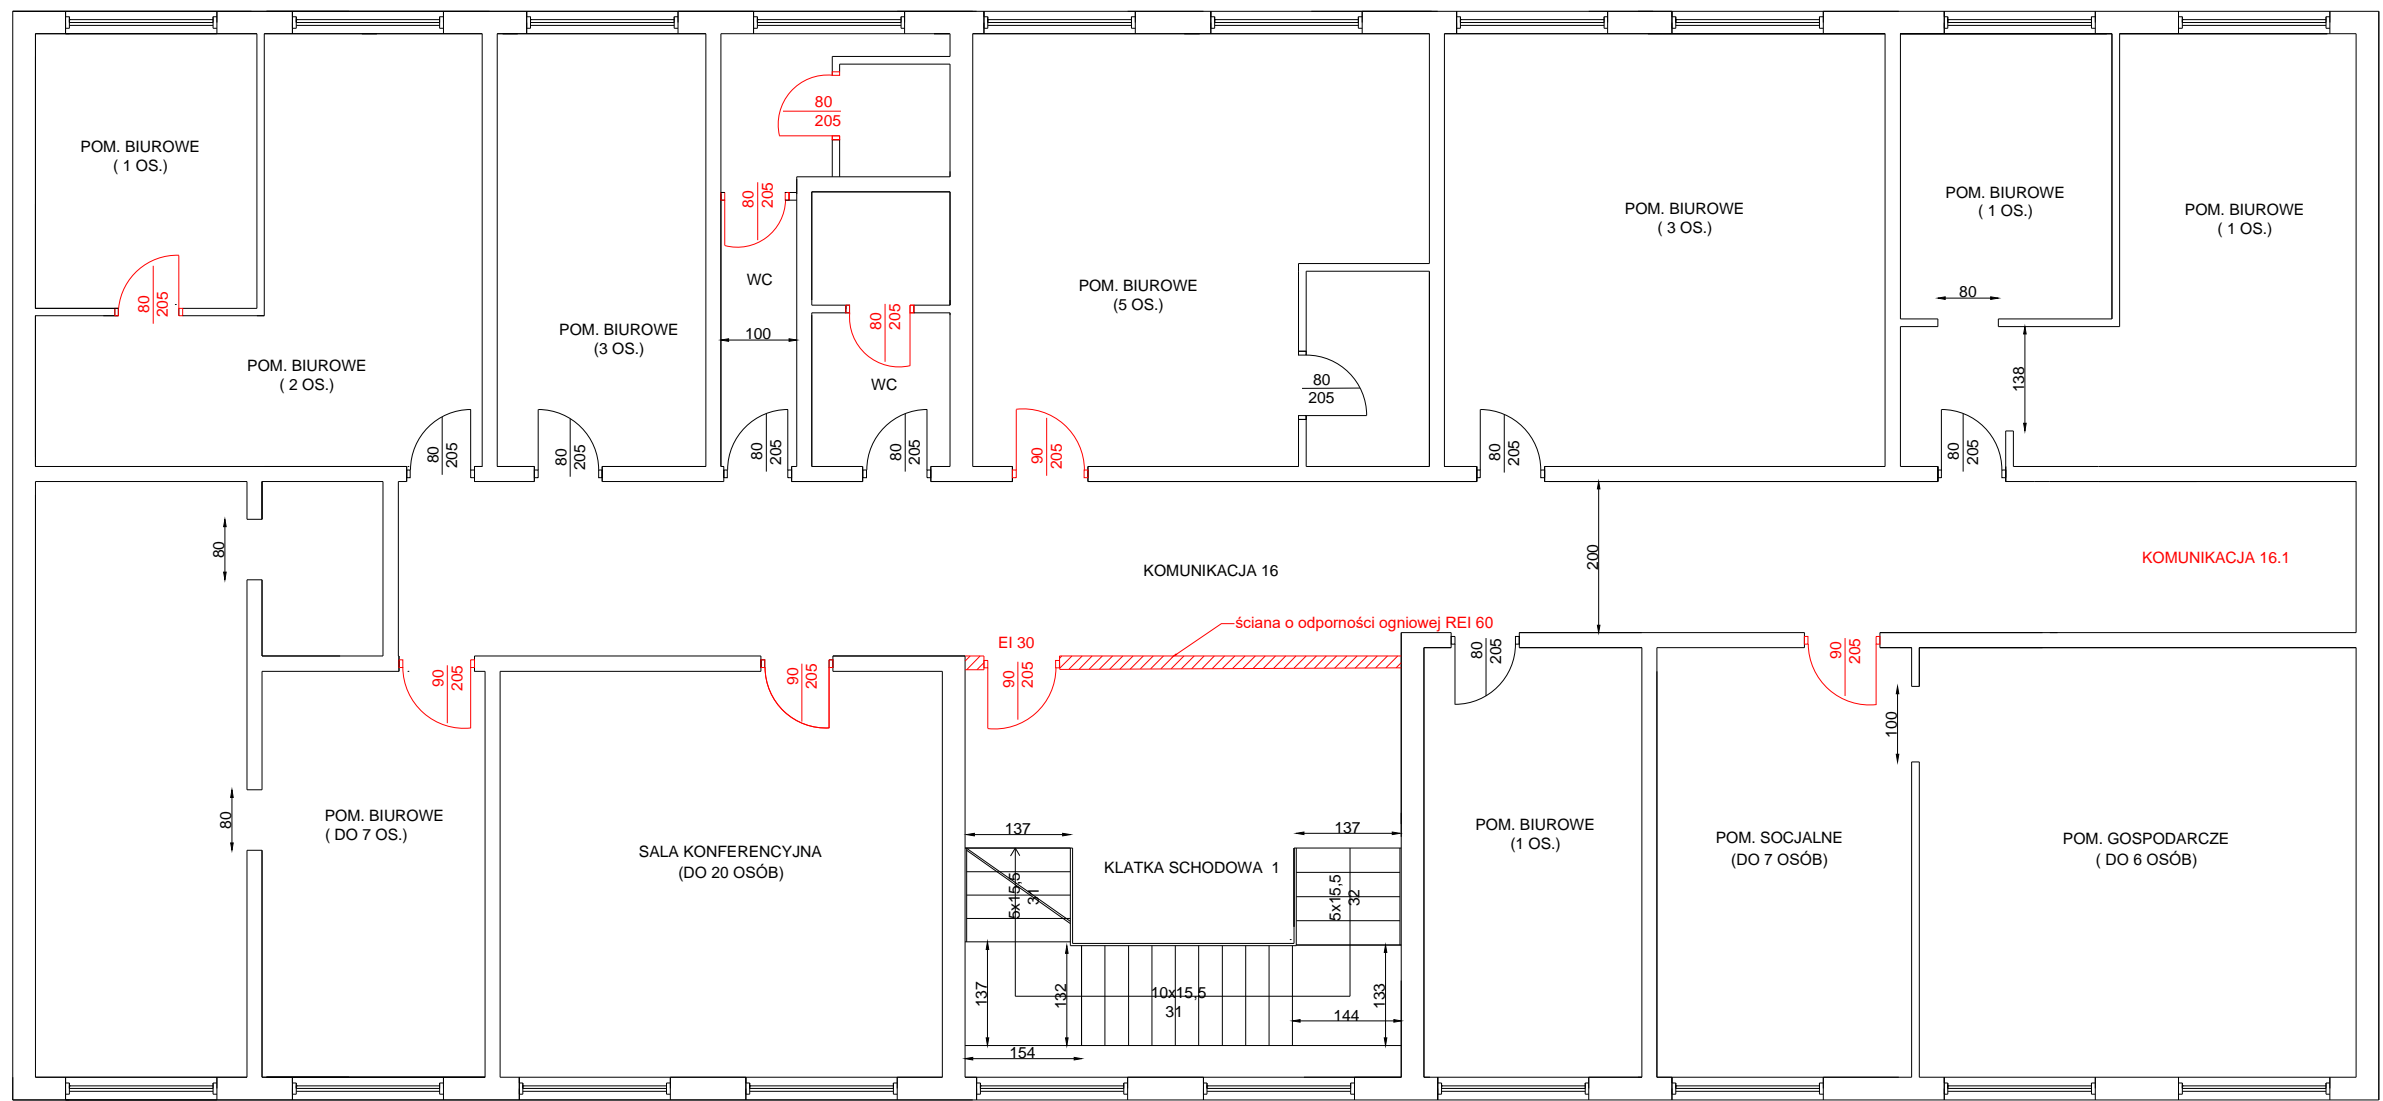 80
205
POM. BIUROWE
( 1 OS.)
80
205
POM. BIUROWE
( 1 OS.)
POM. BIUROWE
( 3 OS.)
POM. BIUROWE
( 1 OS.)
WC
POM. BIUROWE
(5 OS.)
80
205
80
80
205
POM. BIUROWE
(3 OS.)
100
POM. BIUROWE
( 2 OS.)
WC
80
205
138
80
205
80
205
80
205
80
205
90
205
80
205
80
205
80
KOMUNIKACJA 16
200
KOMUNIKACJA 16.1
ściana o odporności ogniowej REI 60
EI 30
90
205
90
205
90
205
80
205
90
205
100
80
POM. BIUROWE
( DO 7 OS.)
137
137
POM. BIUROWE
(1 OS.)
POM. SOCJALNE
(DO 7 OSÓB)
POM. GOSPODARCZE
( DO 6 OSÓB)
SALA KONFERENCYJNA
(DO 20 OSÓB)
KLATKA SCHODOWA 1
5x15,5
31
5x15,5
32
137
132
10x15,5
31
133
144
154